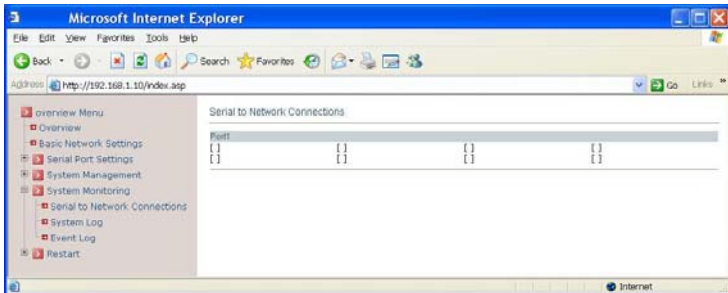 Microsoft Internet Explorer
File Edit View Favorites Tools Help
Back Search Favorites
Address http://192.168.1.10/index.asp Go Links »
overview Menu
Overview
Basic Network Settings
Serial Port Settings
System Management
System Monitoring
Serial to Network Connections
System Log
Event Log
Restart
Serial to Network Connections
Port1
[ ] [ ] [ ] [ ]
[ ] [ ] [ ] [ ]
Internet